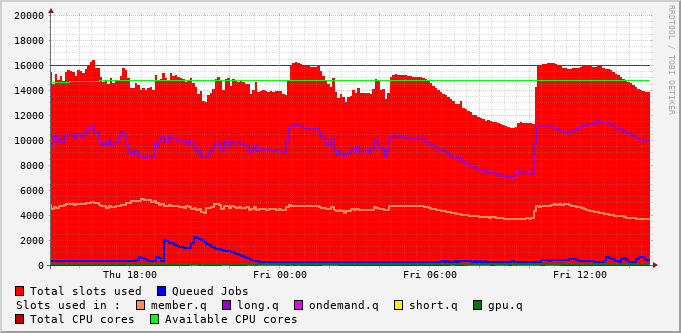 20000
18000
16000
14000
12000
10000
8000
6000
4000
2000
0
Thu 18:00 Fri 00:00 Fri 06:00 Fri 12:00
RRDTOOL / TOBI OETIKER
Total slots used Queued Jobs
Slots used in : member.q long.q ondemand.q short.q gpu.q
Total CPU cores Available CPU cores